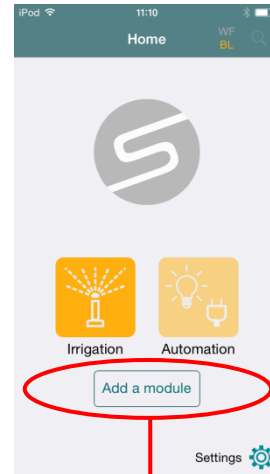 iPod 11:10
Home WF
BL
Irrigation Automation
Add a module
Settings